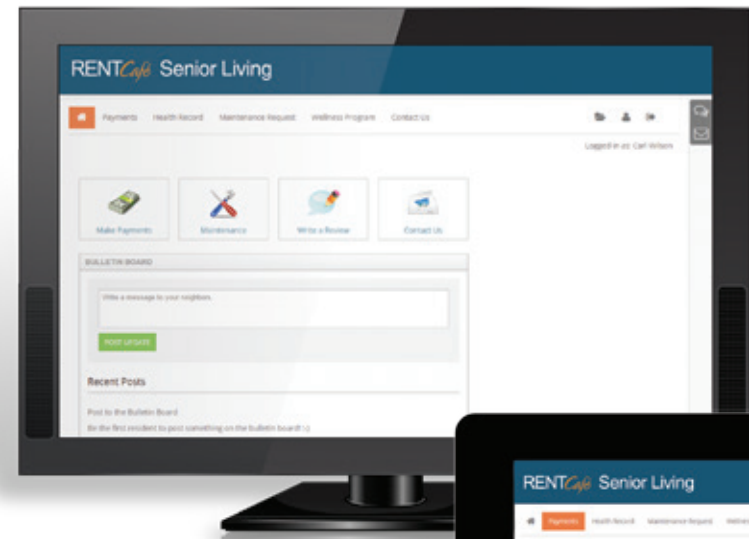 RENTCafé Senior Living
Payments Health Record Maintenance Request Wellness Program Contact Us
Logged in as: Carl Wilson
Make Payments Maintenance Write a Review Contact Us
BULLETIN BOARD
Write a message to your neighbors.
POST UPDATE
Recent Posts
Post to the Bulletin Board
Be the first resident to post something on the bulletin board! :-)
RENTCafé Senior Living
Payments Health Record Maintenance Request